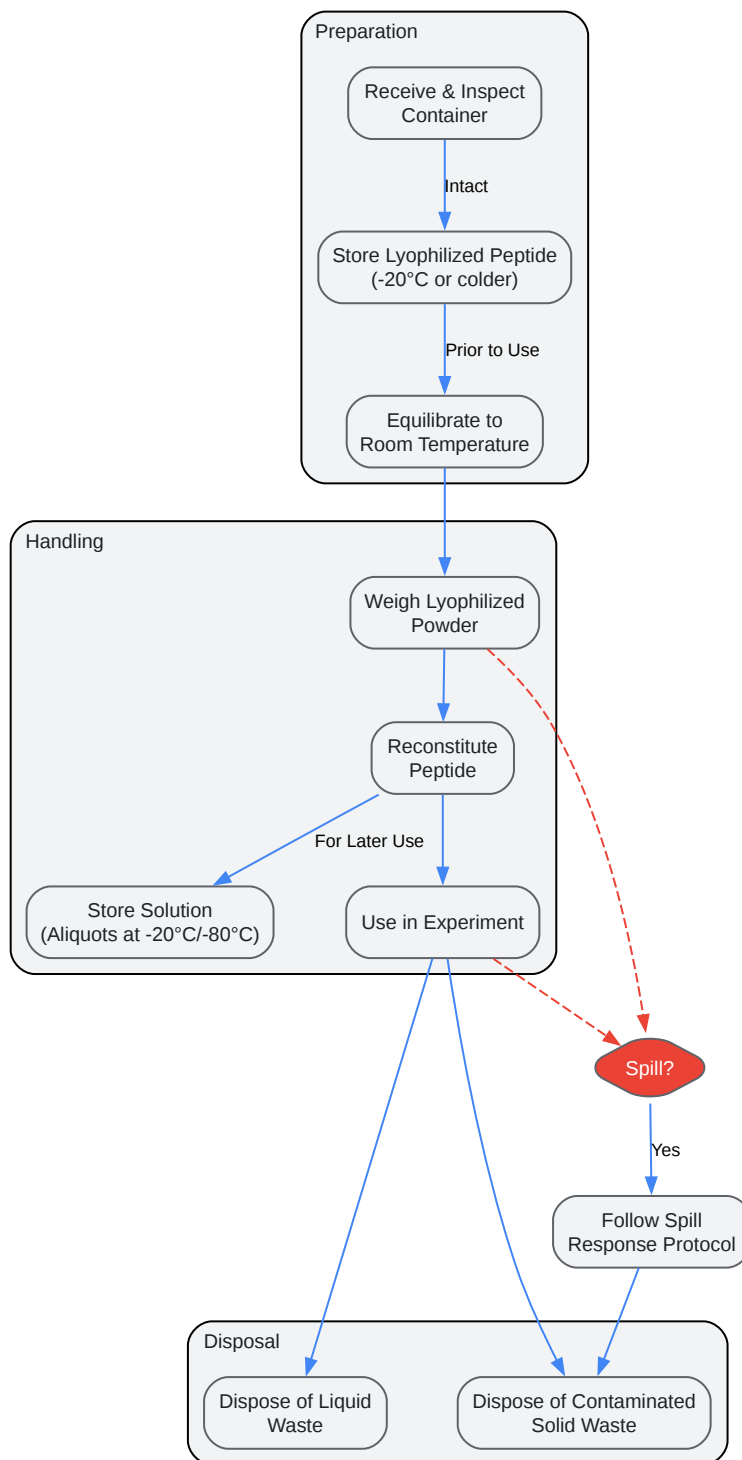 Preparation
Receive & Inspect
Container
Intact
Store Lyophilized Peptide
(-20°C or colder)
Prior to Use
Equilibrate to
Room Temperature
Handling
Weigh Lyophilized
Powder
Reconstitute
Peptide
For Later Use
Store Solution
(Aliquots at -20°C/-80°C)
Use in Experiment
Spill?
Yes
Follow Spill
Response Protocol
Disposal
Dispose of Liquid
Waste
Dispose of Contaminated
Solid Waste